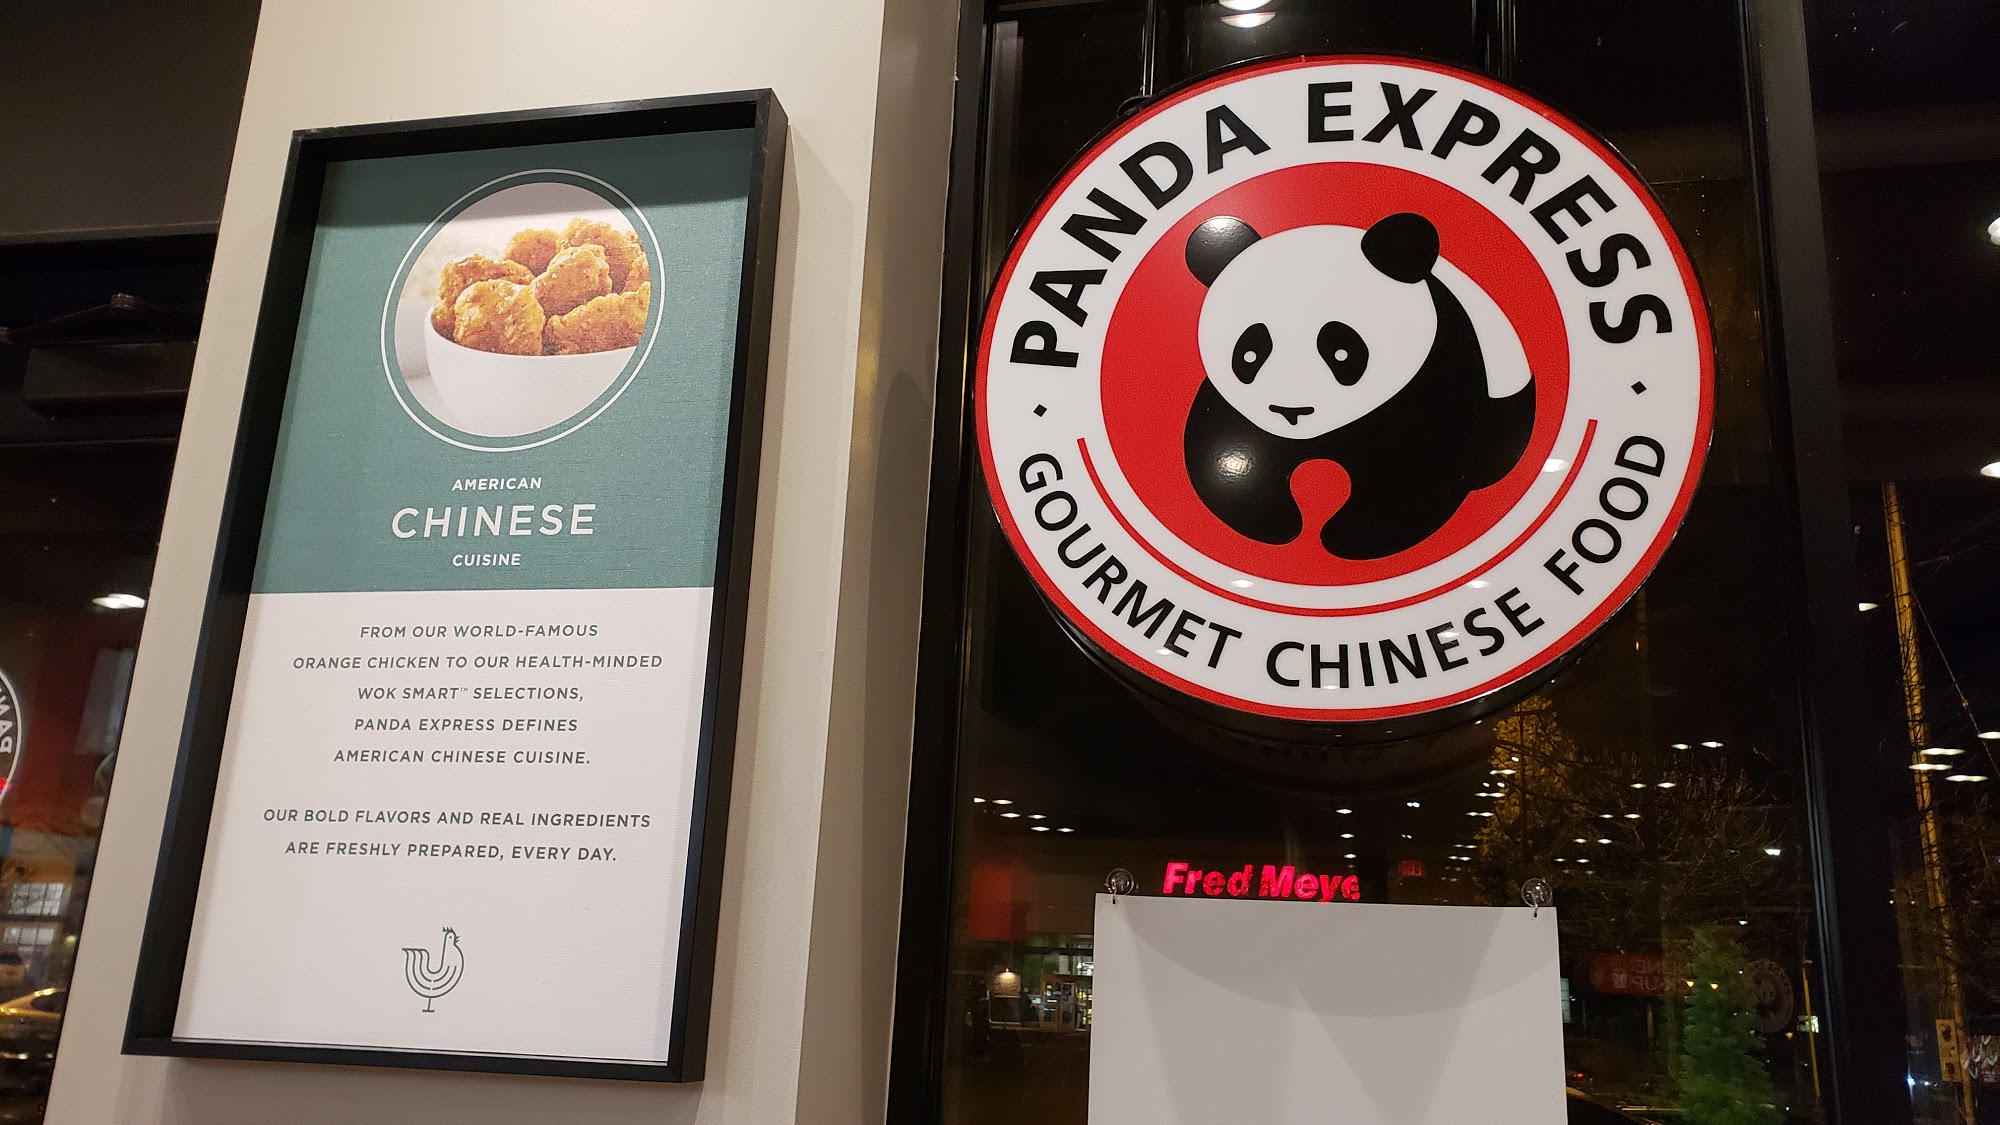 AMERICAN
CHINESE
CUISINE
FROM OUR WORLD-FAMOUS
ORANGE CHICKEN TO OUR HEALTH-MINDED
WOK SMART™ SELECTIONS,
PANDA EXPRESS DEFINES
AMERICAN CHINESE CUISINE.
OUR BOLD FLAVORS AND REAL INGREDIENTS
ARE FRESHLY PREPARED, EVERY DAY.
PANDA EXPRESS
· GOURMET CHINESE FOOD ·
Fred Meye